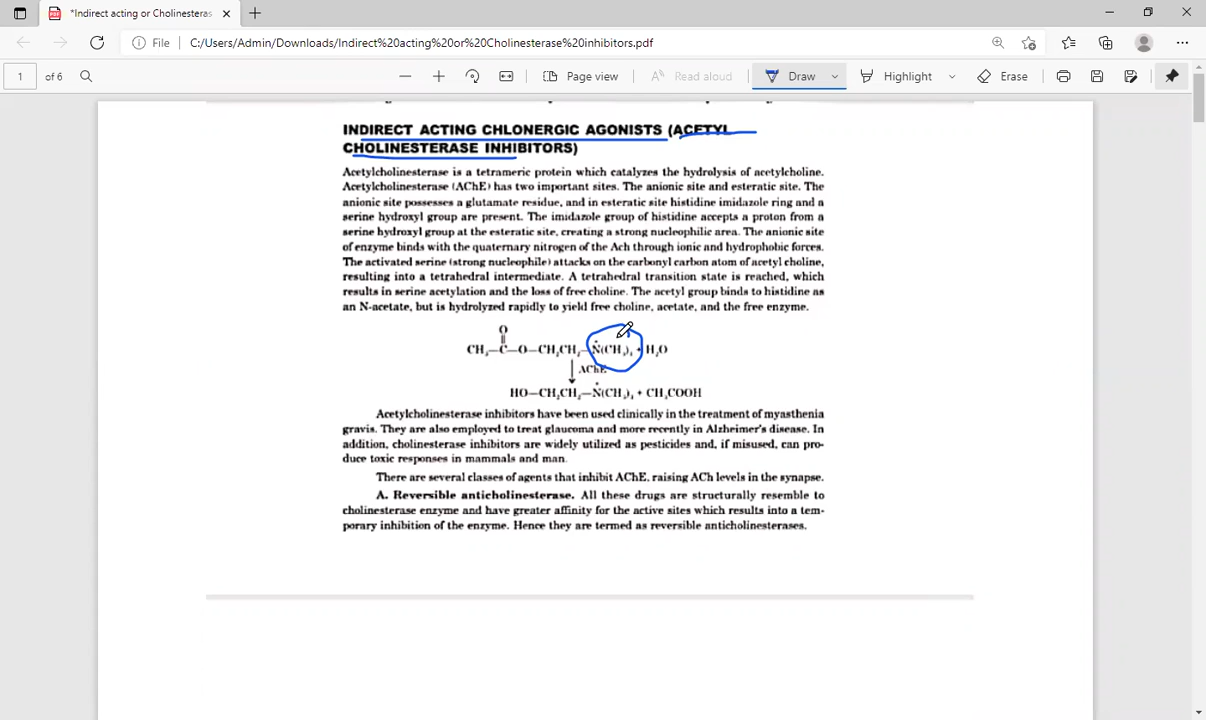 *Indirect acting or Cholinesteras
File C:/Users/Admin/Downloads/Indirect%20acting%20or%20Cholinesterase%20inhibitors.pdf
1 of 6 Page view Read aloud Draw Highlight Erase
INDIRECT ACTING CHLONERGIC AGONISTS (ACETYL
CHOLINESTERASE INHIBITORS)
Acetylcholinesterase is a tetrameric protein which catalyzes the hydrolysis of acetylcholine.
Acetylcholinesterase (AChE) has two important sites. The anionic site and esteratic site. The
anionic site possesses a glutamate residue, and in esteratic site histidine imidazole ring and a
serine hydroxyl group are present. The imidazole group of histidine accepts a proton from a
serine hydroxyl group at the esteratic site, creating a strong nucleophilic area. The anionic site
of enzyme binds with the quaternary nitrogen of the Ach through ionic and hydrophobic forces.
The activated serine (strong nucleophile) attacks on the carbonyl carbon atom of acetyl choline,
resulting into a tetrahedral intermediate. A tetrahedral transition state is reached, which
results in serine acetylation and the loss of free choline. The acetyl group binds to histidine as
an N-acetate, but is hydrolyzed rapidly to yield free choline, acetate, and the free enzyme.
O
CH₃—C—O—CH₂CH₂—N⁺(CH₃)₃ + H₂O
AChE
HO—CH₂CH₂—N⁺(CH₃)₃ + CH₃COOH
Acetylcholinesterase inhibitors have been used clinically in the treatment of myasthenia
gravis. They are also employed to treat glaucoma and more recently in Alzheimer's disease. In
addition, cholinesterase inhibitors are widely utilized as pesticides and, if misused, can pro-
duce toxic responses in mammals and man.
There are several classes of agents that inhibit AChE, raising ACh levels in the synapse.
A. Reversible anticholinesterase. All these drugs are structurally resemble to
cholinesterase enzyme and have greater affinity for the active sites which results into a tem-
porary inhibition of the enzyme. Hence they are termed as reversible anticholinesterases.